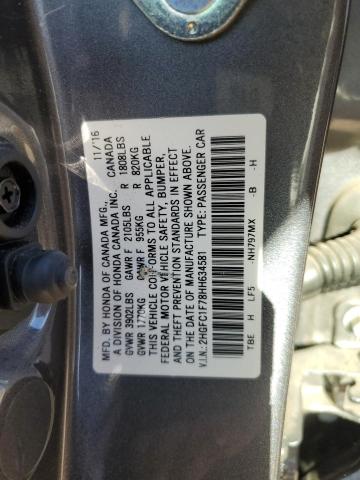 MFD. BY HONDA OF CANADA MFG., 11/16
A DIVISION OF HONDA CANADA INC. CANADA
GVWR 3902LBS GAWR F 2105LBS R 1808LBS
GVWR 1770KG GAWR F 955KG R 820KG
THIS VEHICLE CONFORMS TO ALL APPLICABLE
FEDERAL MOTOR VEHICLE SAFETY, BUMPER,
AND THEFT PREVENTION STANDARDS IN EFFECT
ON THE DATE OF MANUFACTURE SHOWN ABOVE.
V.I.N.: 2HGFC1F78HH634581 TYPE: PASSENGER CAR
NH797MX -B -H
TBE H LF5